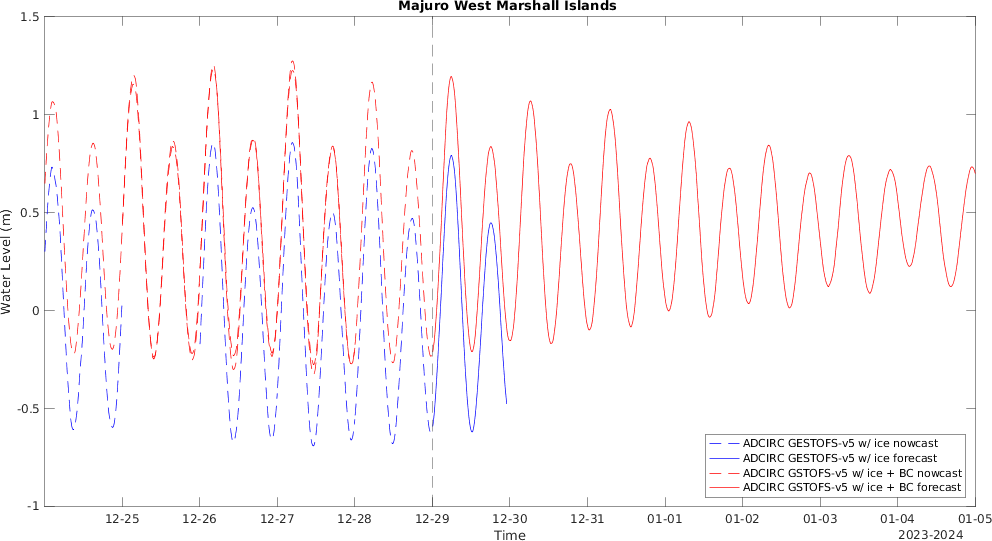 Majuro West Marshall Islands
1.5
1
0.5
0
-0.5
-1
Water Level (m)
ADCIRC GESTOFS-v5 w/ ice nowcast
ADCIRC GESTOFS-v5 w/ ice forecast
ADCIRC GSTOFS-v5 w/ ice + BC nowcast
ADCIRC GSTOFS-v5 w/ ice + BC forecast
12-25 12-26 12-27 12-28 12-29 12-30 12-31 01-01 01-02 01-03 01-04 01-05
Time
2023-2024